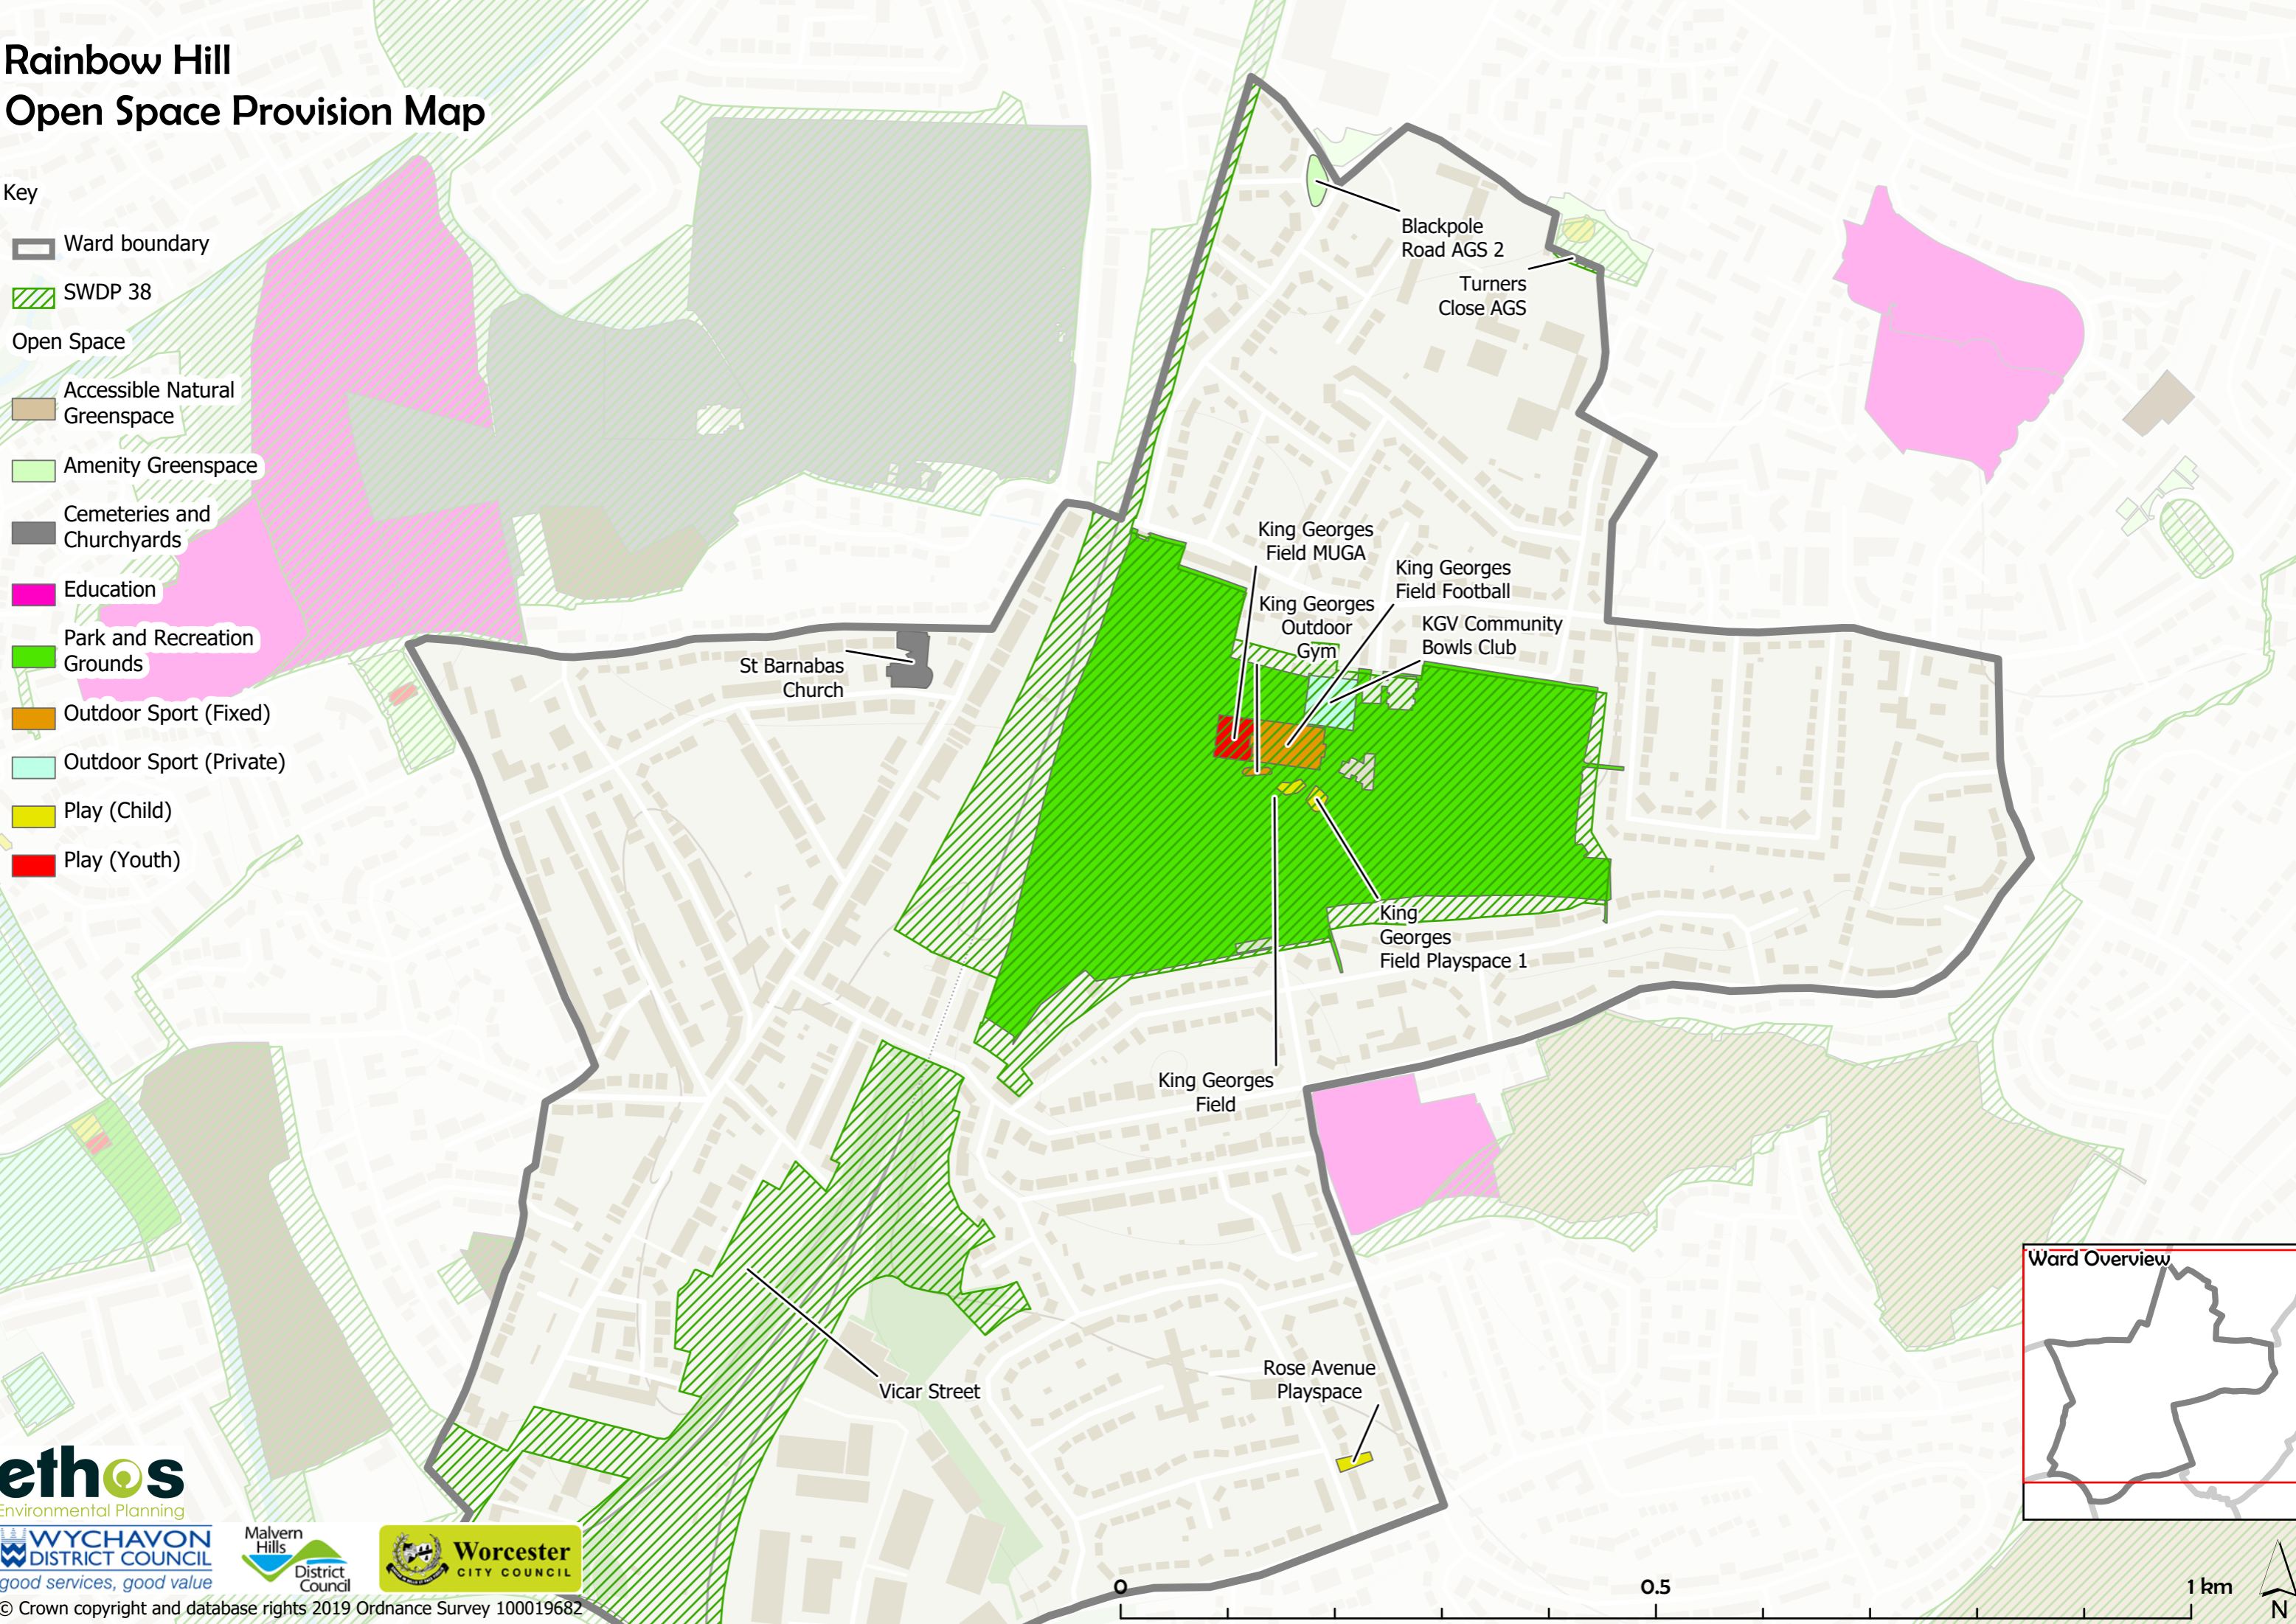 Rainbow Hill
Open Space Provision Map
Key
Ward boundary
SWDP 38
Open Space
Accessible Natural
Greenspace
Amenity Greenspace
Cemeteries and
Churchyards
Education
Park and Recreation
Grounds
Outdoor Sport (Fixed)
Outdoor Sport (Private)
Play (Child)
Play (Youth)
Blackpole
Road AGS 2
Turners
Close AGS
King Georges
Field MUGA
King Georges
Field Football
King Georges
Outdoor
Gym
KGV Community
Bowls Club
St Barnabas
Church
King
Georges
Field Playspace 1
King Georges
Field
Vicar Street
Rose Avenue
Playspace
Ward Overview
ethos
Environmental Planning
WYCHAVON
DISTRICT COUNCIL
good services, good value
Malvern
Hills
District
Council
Worcester
CITY COUNCIL
© Crown copyright and database rights 2019 Ordnance Survey 100019682
0 0.5 1 km
N